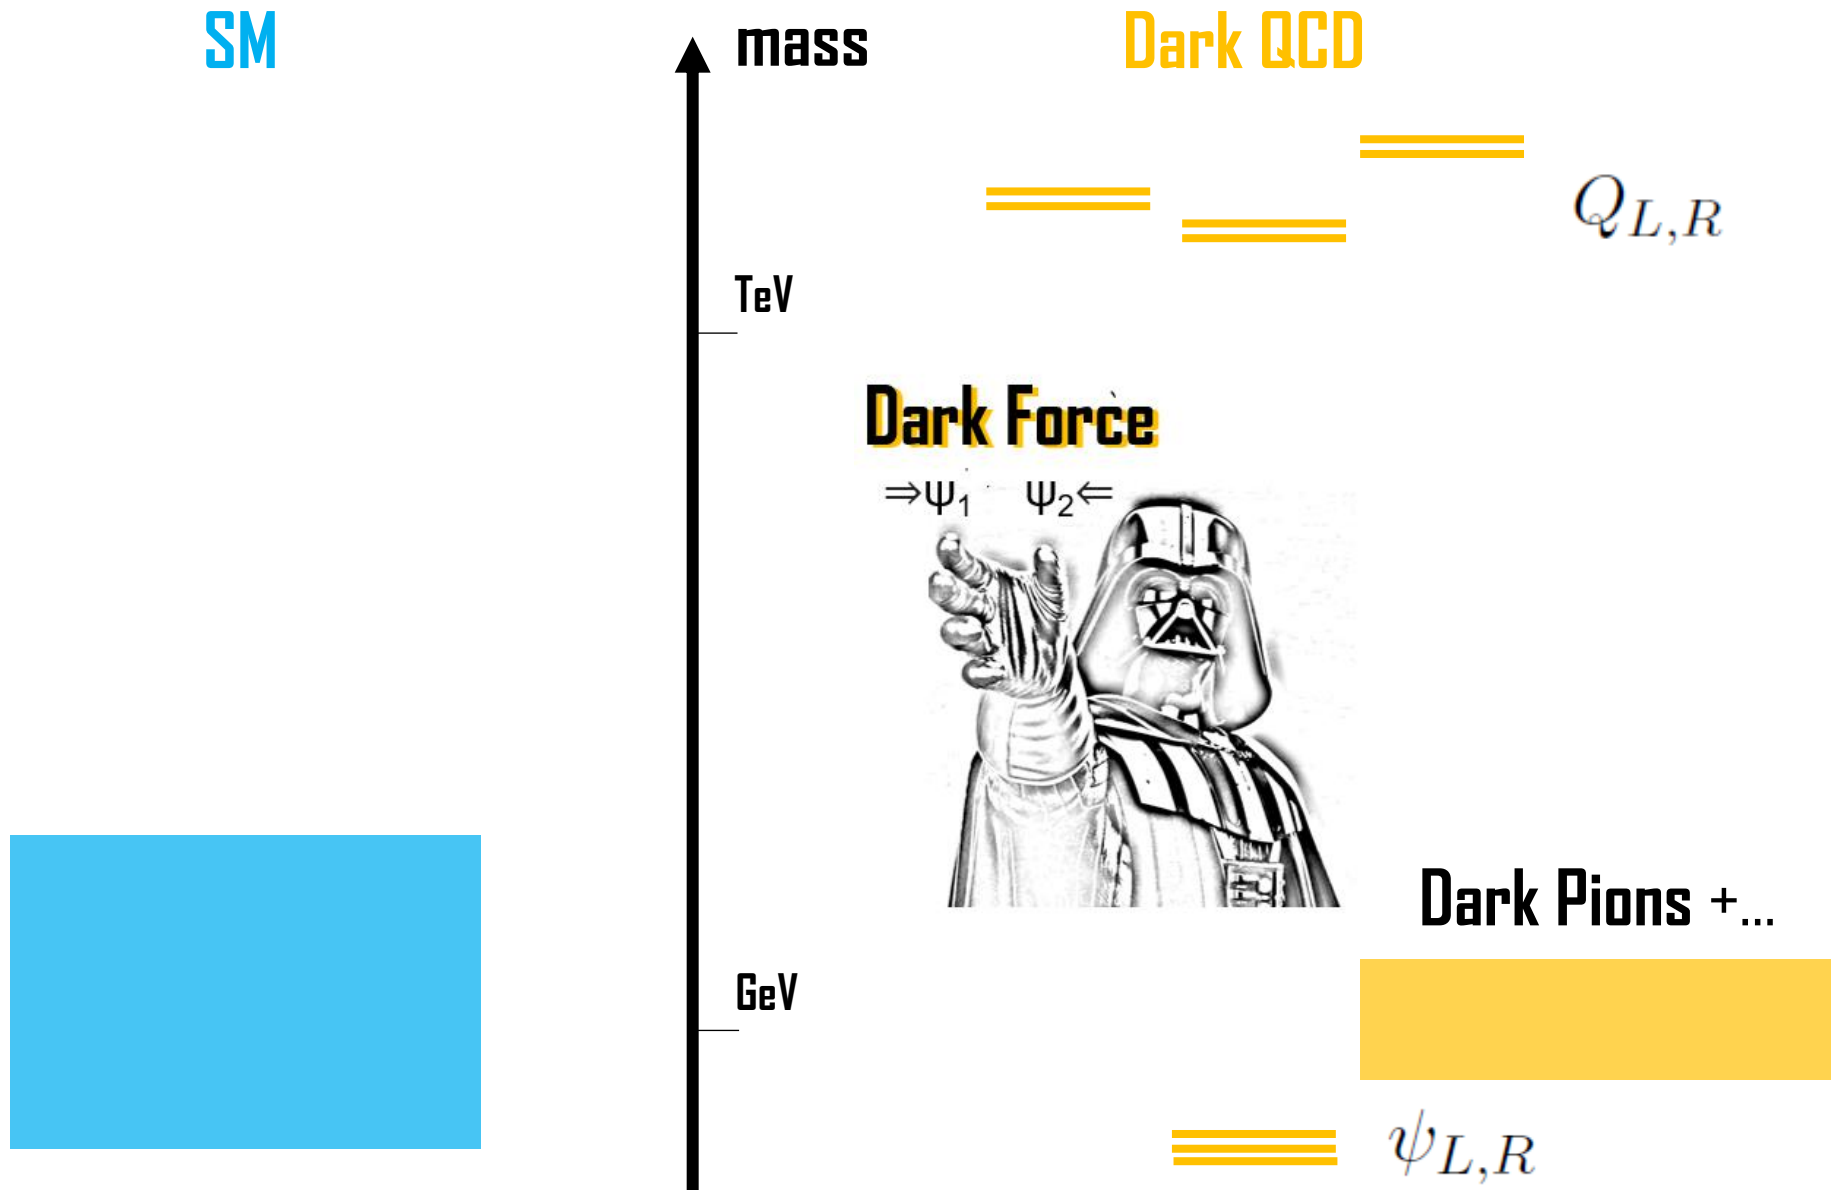 SM
mass
Dark QCD
Q_{L,R}
TeV
Dark Force
⇒ψ₁ ψ₂⇐
Dark Pions +...
GeV
ψ_{L,R}